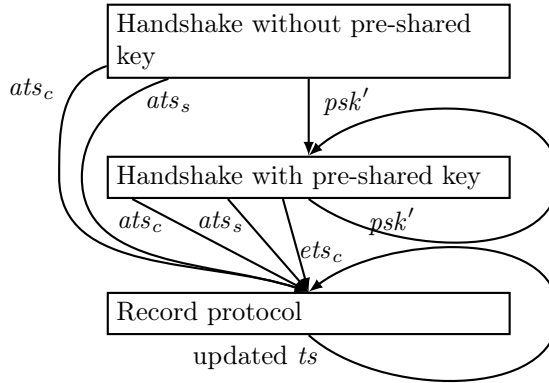 Handshake without pre-shared
key
ats_c
ats_s
psk′
Handshake with pre-shared key
ats_c
ats_s
ets_c
psk′
Record protocol
updated ts